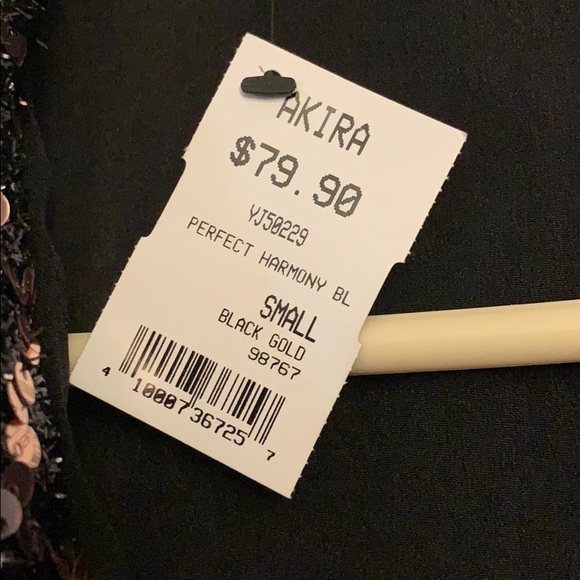 AKIRA
$79.90
YJ50229
PERFECT HARMONY BL
SMALL
BLACK GOLD
98767
4 1000736725 7